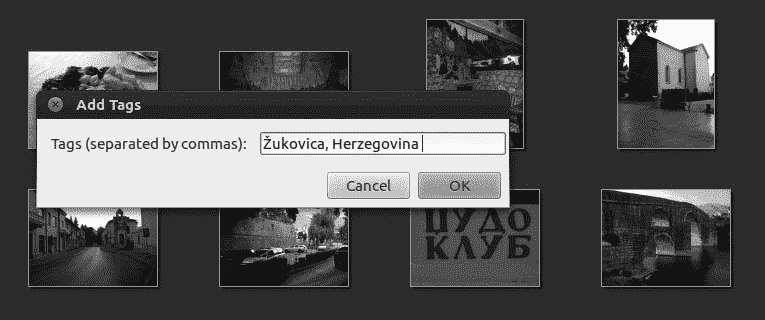 Add Tags
Tags (separated by commas):
Žukovica, Herzegovina
Cancel
OK
ЏУДО
КЛУБ